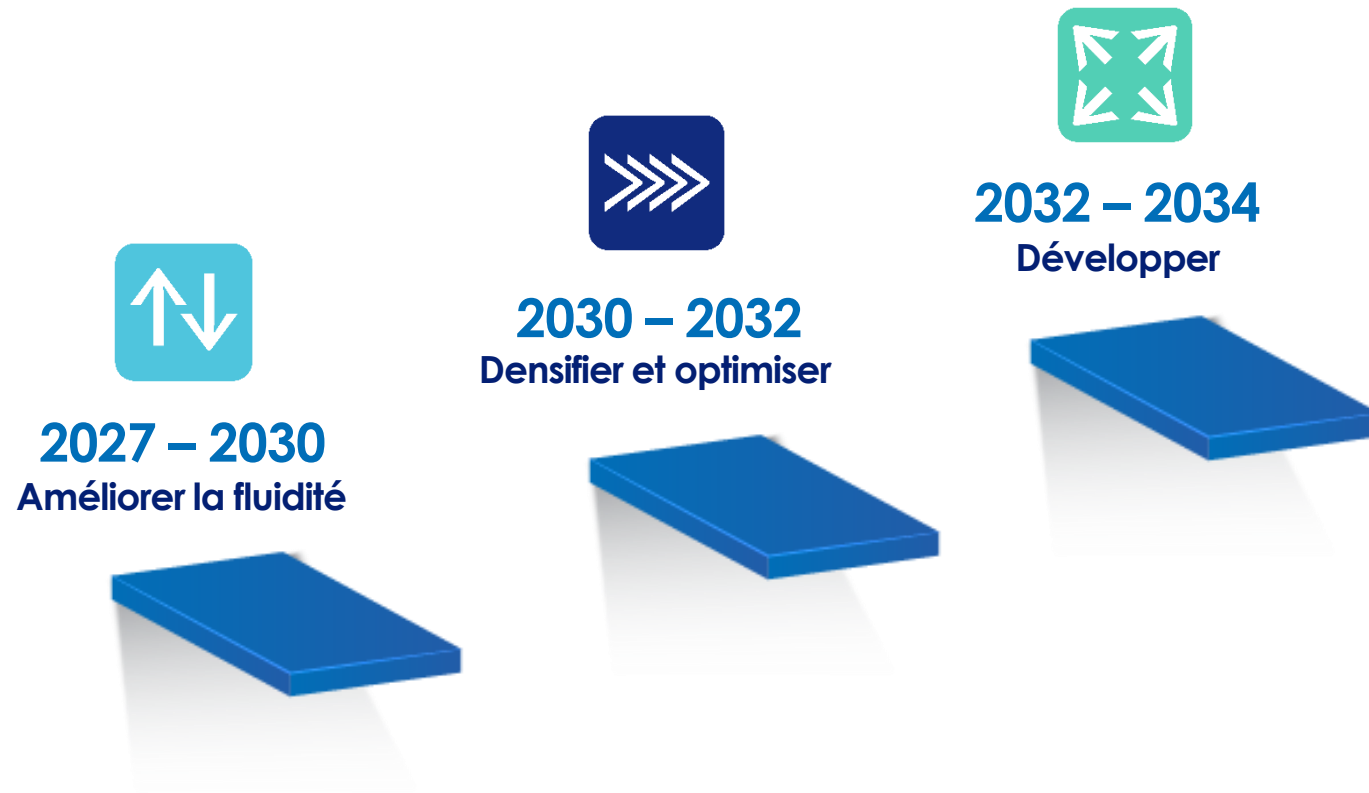 2027 – 2030
Améliorer la fluidité
2030 – 2032
Densifier et optimiser
2032 – 2034
Développer